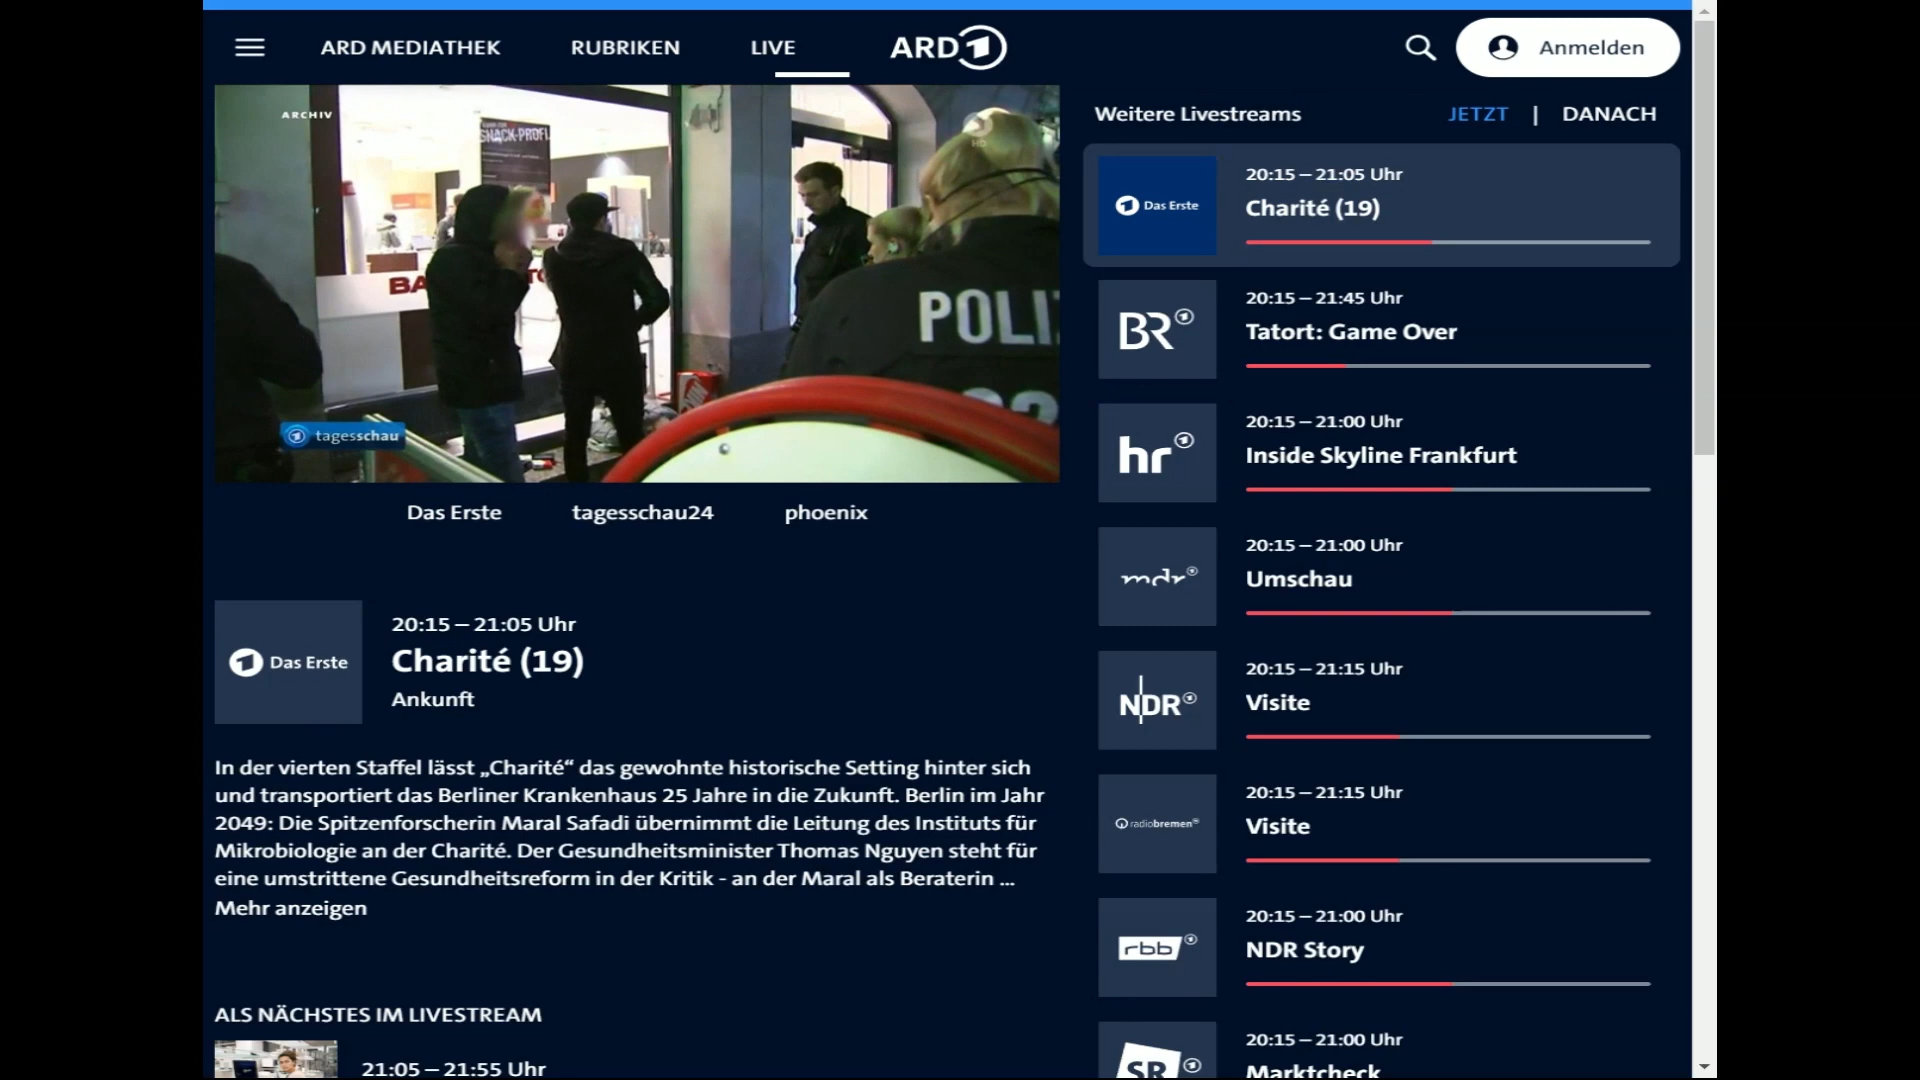 ARD MEDIATHEK
RUBRIKEN
LIVE
ARD 1
Anmelden
ARCHIV
SNACK-PROFI
HD
BA
POLIZ
tagesschau
Das Erste
tagesschau24
phoenix
1 Das Erste
20:15 – 21:05 Uhr
Charité (19)
Ankunft
In der vierten Staffel lässt „Charité“ das gewohnte historische Setting hinter sich
und transportiert das Berliner Krankenhaus 25 Jahre in die Zukunft. Berlin im Jahr
2049: Die Spitzenforscherin Maral Safadi übernimmt die Leitung des Instituts für
Mikrobiologie an der Charité. Der Gesundheitsminister Thomas Nguyen steht für
eine umstrittene Gesundheitsreform in der Kritik - an der Maral als Beraterin ...
Mehr anzeigen
ALS NÄCHSTES IM LIVESTREAM
21:05 – 21:55 Uhr
Weitere Livestreams
JETZT | DANACH
1 Das Erste
20:15 – 21:05 Uhr
Charité (19)
BR
20:15 – 21:45 Uhr
Tatort: Game Over
hr
20:15 – 21:00 Uhr
Inside Skyline Frankfurt
mdr
20:15 – 21:00 Uhr
Umschau
NDR
20:15 – 21:15 Uhr
Visite
radiobremen
20:15 – 21:15 Uhr
Visite
rbb
20:15 – 21:00 Uhr
NDR Story
SR
20:15 – 21:00 Uhr
Marktcheck